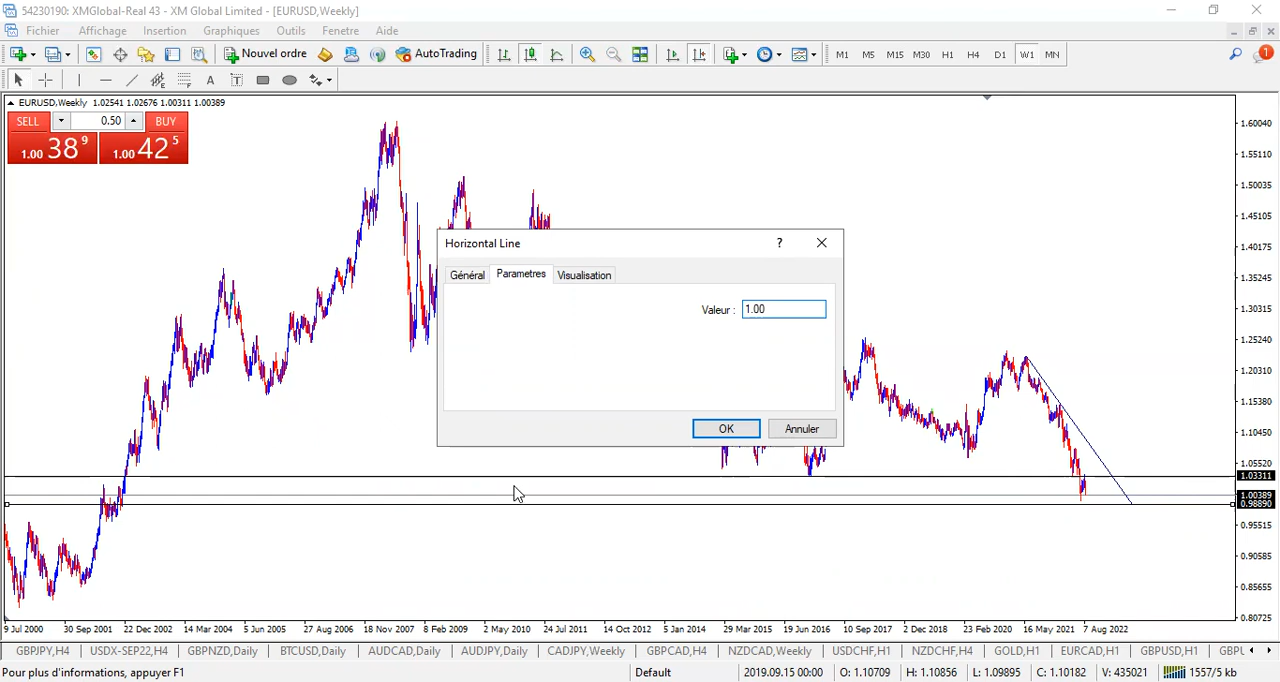 54230190: XMGlobal-Real 43 - XM Global Limited - [EURUSD,Weekly]
Fichier Affichage Insertion Graphiques Outils Fenetre Aide
Nouvel ordre AutoTrading M1 M5 M15 M30 H1 H4 D1 W1 MN 1
A T
EURUSD,Weekly 1.02541 1.02676 1.00311 1.00389
SELL 0.50 BUY
1.00 38 9 1.00 42 5
1.60040
1.55110
1.50035
1.45105
1.40175
1.35245
1.30315
1.25240
1.20310
1.15380
1.10450
1.05520
1.03311
1.00389
0.98890
0.95515
0.90585
0.85655
0.80725
Horizontal Line ?
Général Parametres Visualisation
Valeur : 1.00
OK Annuler
9 Jul 2000 30 Sep 2001 22 Dec 2002 14 Mar 2004 5 Jun 2005 27 Aug 2006 18 Nov 2007 8 Feb 2009 2 May 2010 24 Jul 2011 14 Oct 2012 5 Jan 2014 29 Mar 2015 19 Jun 2016 10 Sep 2017 2 Dec 2018 23 Feb 2020 16 May 2021 7 Aug 2022
GBPJPY,H4 USDX-SEP22,H4 GBPNZD,Daily BTCUSD,Daily AUDCAD,Daily AUDJPY,Daily CADJPY,Weekly GBPCAD,H4 NZDCAD,Weekly USDCHF,H1 NZDCHF,H4 GOLD,H1 EURCAD,H1 GBPUSD,H1
Pour plus d'informations, appuyer F1 Default 2019.09.15 00:00 O: 1.10709 H: 1.10856 L: 1.09895 C: 1.10182 V: 435021 1557/5 kb